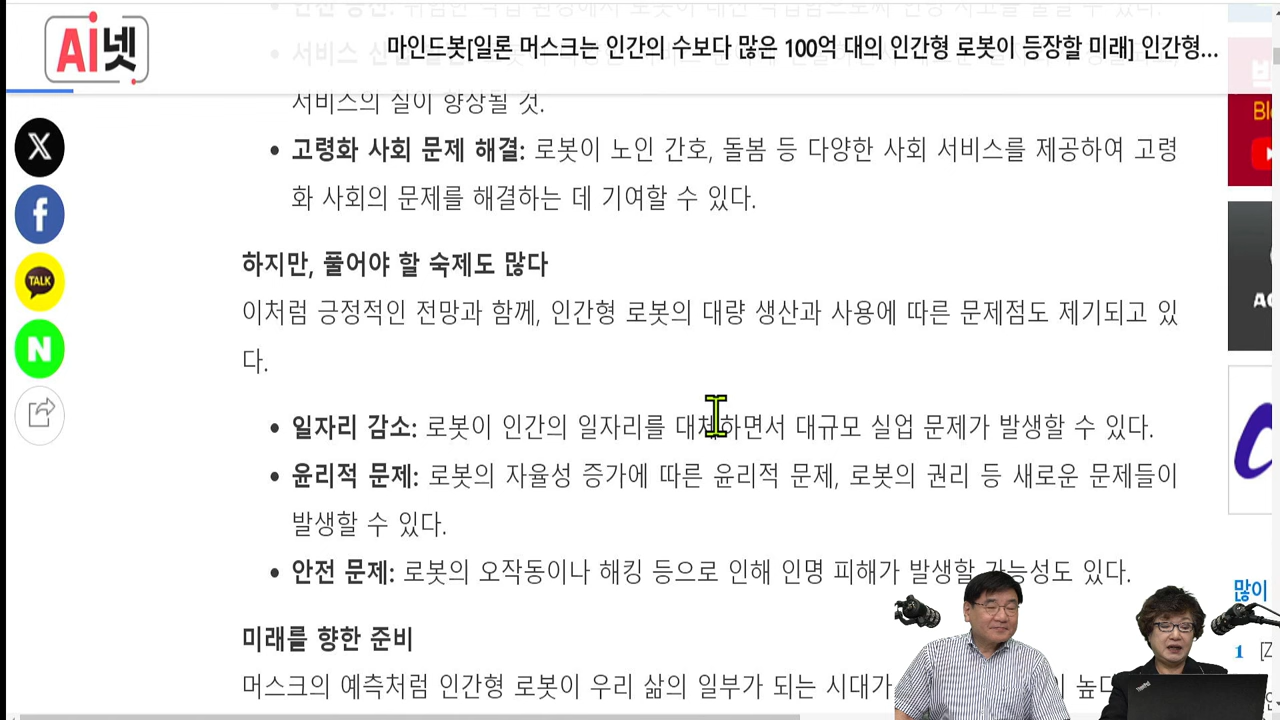 Ai넷
마인드봇[일론 머스크는 인간의 수보다 많은 100억 대의 인간형 로봇이 등장할 미래] 인간형...
서비스의 질이 향상될 것.
• 고령화 사회 문제 해결: 로봇이 노인 간호, 돌봄 등 다양한 사회 서비스를 제공하여 고령
화 사회의 문제를 해결하는 데 기여할 수 있다.
하지만, 풀어야 할 숙제도 많다
이처럼 긍정적인 전망과 함께, 인간형 로봇의 대량 생산과 사용에 따른 문제점도 제기되고 있
다.
TALK
N
• 일자리 감소: 로봇이 인간의 일자리를 대체하면서 대규모 실업 문제가 발생할 수 있다.
• 윤리적 문제: 로봇의 자율성 증가에 따른 윤리적 문제, 로봇의 권리 등 새로운 문제들이
발생할 수 있다.
• 안전 문제: 로봇의 오작동이나 해킹 등으로 인해 인명 피해가 발생할 가능성도 있다.
많이
미래를 향한 준비
1
머스크의 예측처럼 인간형 로봇이 우리 삶의 일부가 되는 시대가